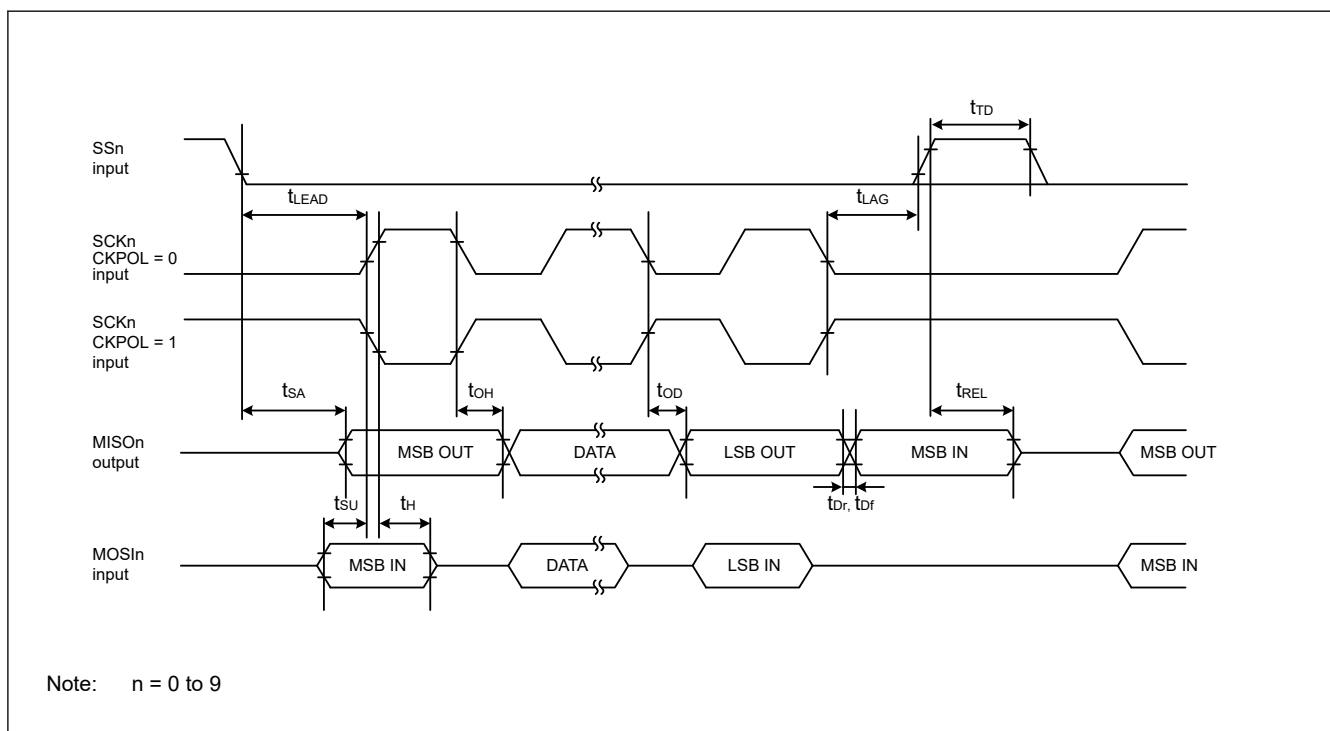 tTD
SSn
input
tLEAD
tLAG
SCKn
CKPOL = 0
input
SCKn
CKPOL = 1
input
tSA
tOH
tOD
tREL
MISOn
output
MSB OUT
DATA
LSB OUT
MSB IN
MSB OUT
tSU
tH
tDr, tDf
MOSIn
input
MSB IN
DATA
LSB IN
MSB IN
Note: n = 0 to 9